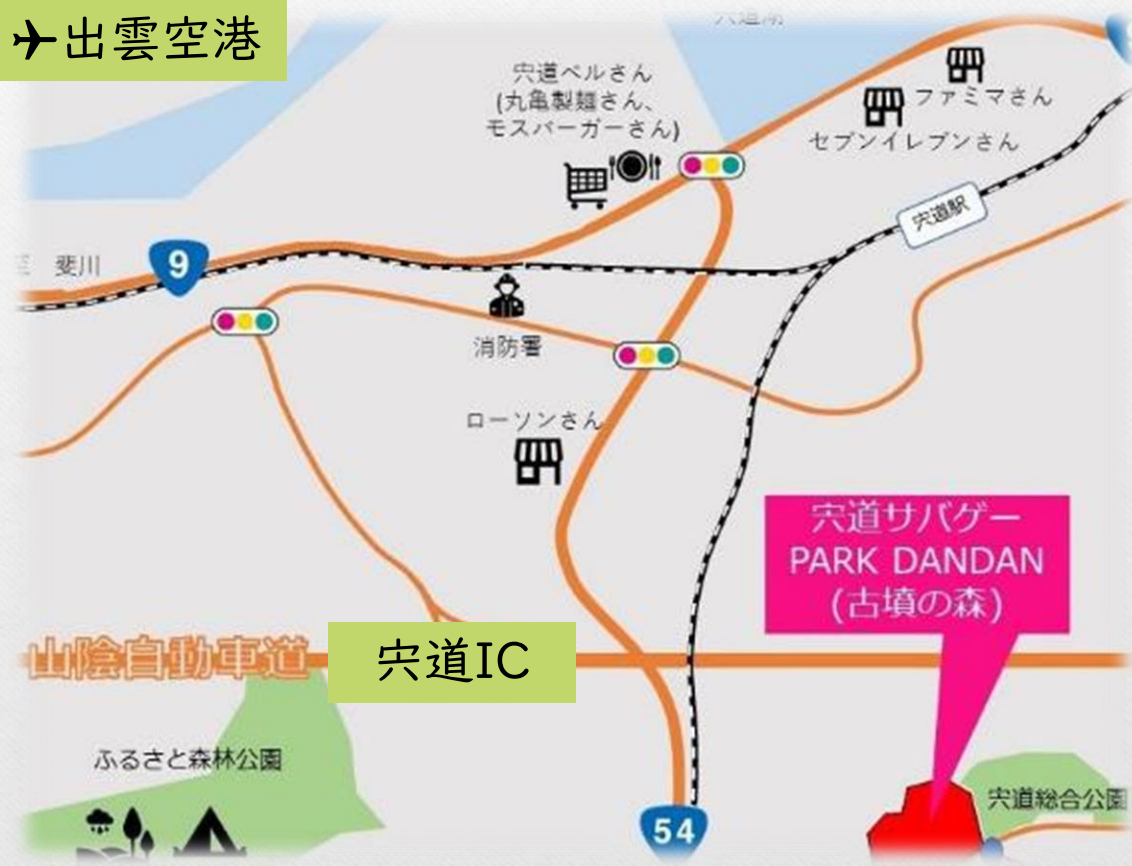 出雲空港
宍道湖
宍道ベルさん
(丸亀製麺さん、
モスバーガーさん)
ファミマさん
セブンイレブンさん
宍道駅
斐川
9
消防署
ローソンさん
宍道サバゲー
PARK DANDAN
(古墳の森)
山陰自動車道
宍道IC
ふるさと森林公園
宍道総合公園
54